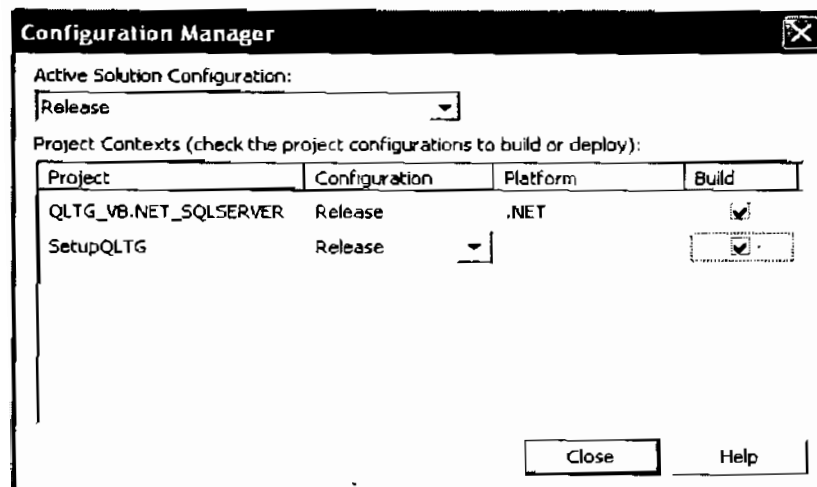 Configuration Manager
Active Solution Configuration:
Release
Project Contexts (check the project configurations to build or deploy):
Project Configuration Platform Build
QLTG_VB.NET_SQLSERVER Release .NET
SetupQLTG Release
Close Help